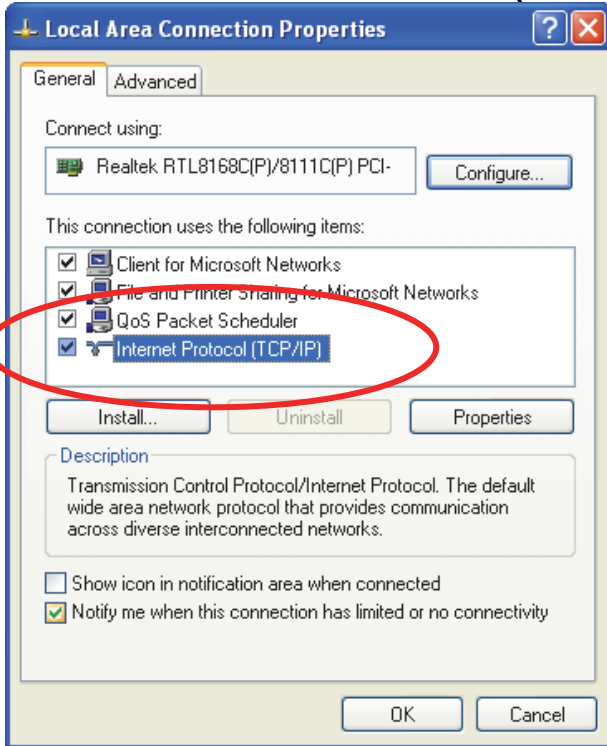 Local Area Connection Properties
General
Advanced
Connect using:
Realtek RTL8168C(P)/8111C(P) PCI-
Configure...
This connection uses the following items:
Client for Microsoft Networks
File and Printer Sharing for Microsoft Networks
QoS Packet Scheduler
Internet Protocol (TCP/IP)
Install...
Uninstall
Properties
Description
Transmission Control Protocol/Internet Protocol. The default
wide area network protocol that provides communication
across diverse interconnected networks.
Show icon in notification area when connected
Notify me when this connection has limited or no connectivity
OK
Cancel